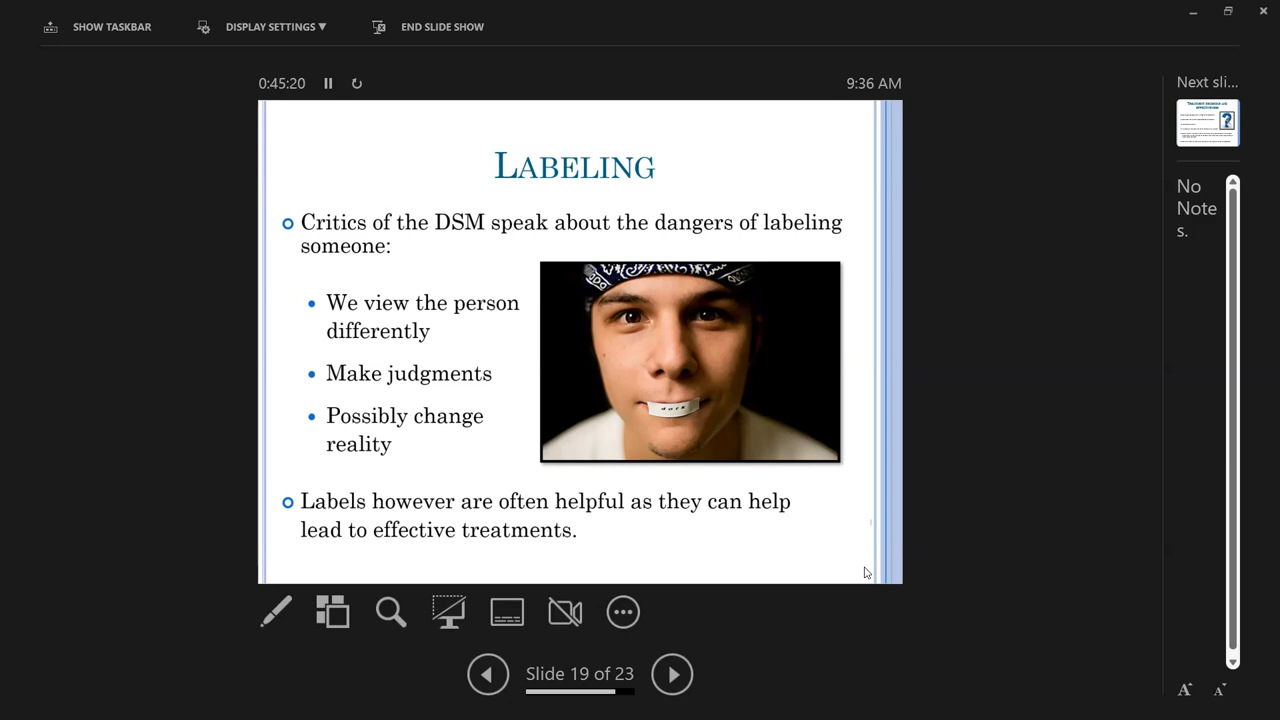 SHOW TASKBAR
DISPLAY SETTINGS ▼
END SLIDE SHOW
0:45:20
9:36 AM
Next sli...
LABELING
Critics of the DSM speak about the dangers of labeling
someone:
• We view the person
differently
• Make judgments
• Possibly change
reality
Labels however are often helpful as they can help
lead to effective treatments.
No
Note
s.
Slide 19 of 23
A
A